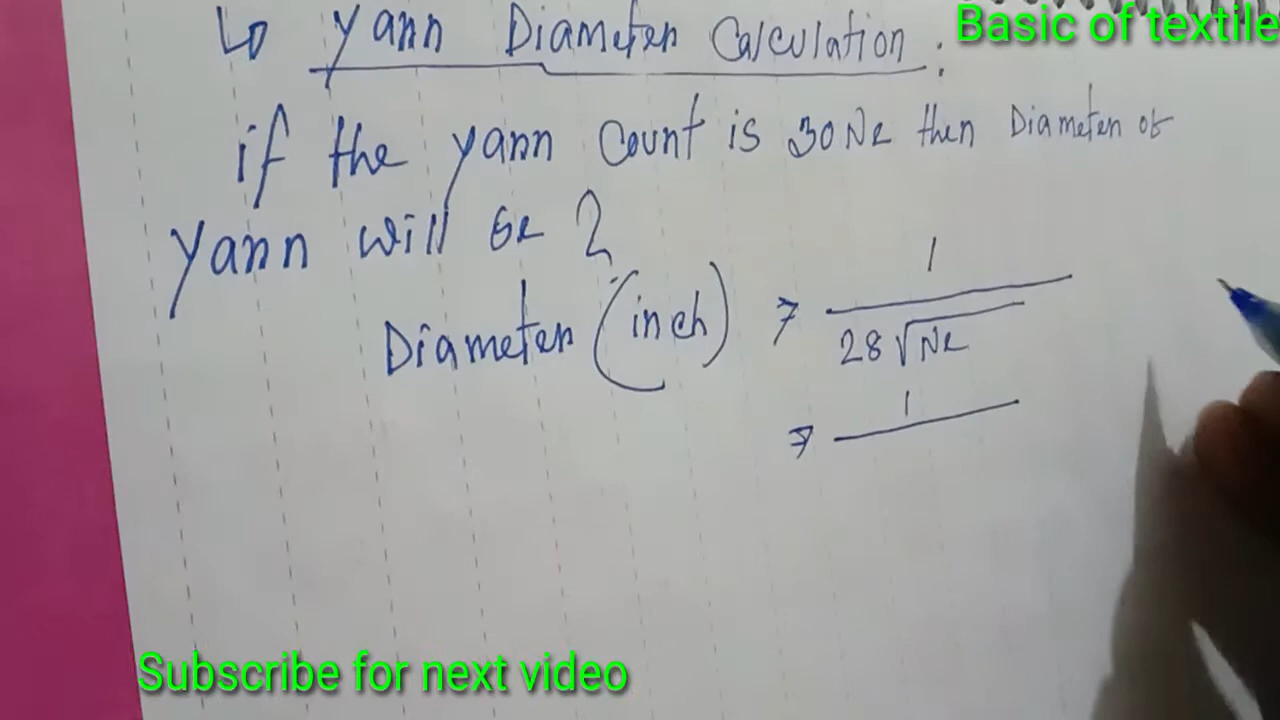 Basic of textile
↳ Yarn Diameter Calculation :
if the yarn Count is 30 Ne then Diameter of
Yarn will be ?
Diameter (inch) ⇒ 1
28√Ne
⇒ 1
Subscribe for next video